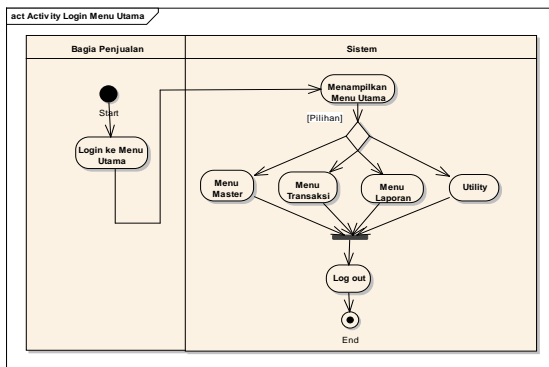 act Activity Login Menu Utama
Bagia Penjualan
Sistem
Start
Login ke Menu
Utama
Menampilkan
Menu Utama
[Pilihan]
Menu
Master
Menu
Transaksi
Menu
Laporan
Utility
Log out
End